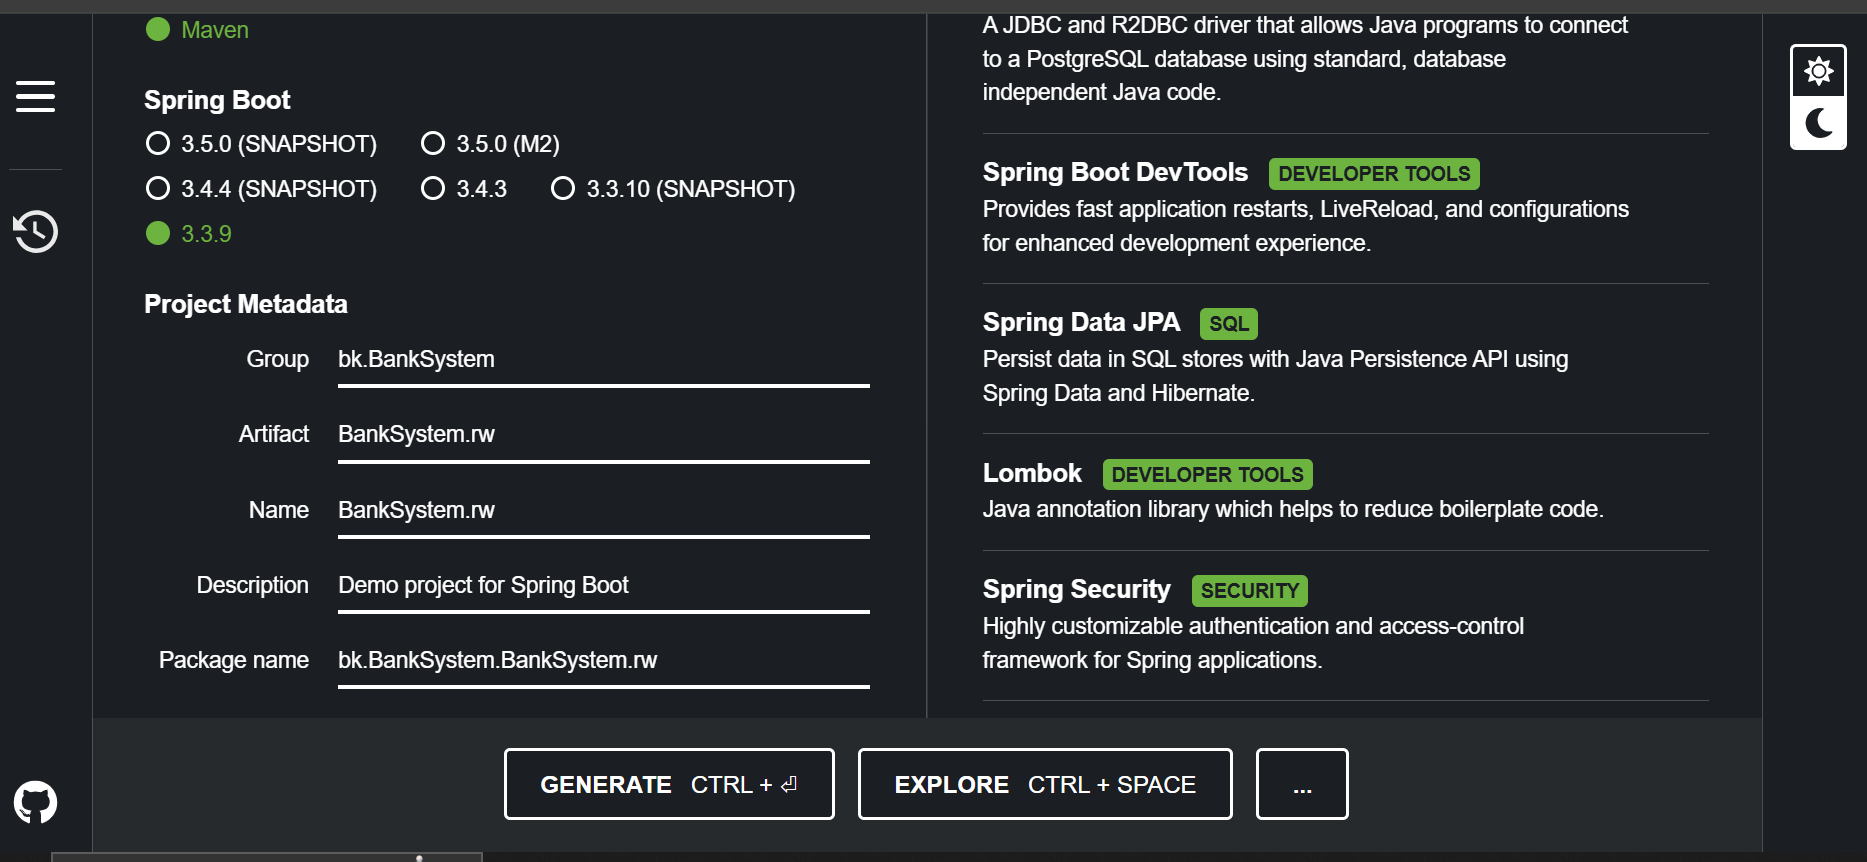 Maven
Spring Boot
3.5.0 (SNAPSHOT) 3.5.0 (M2)
3.4.4 (SNAPSHOT) 3.4.3 3.3.10 (SNAPSHOT)
3.3.9
Project Metadata
Group bk.BankSystem
Artifact BankSystem.rw
Name BankSystem.rw
Description Demo project for Spring Boot
Package name bk.BankSystem.BankSystem.rw
A JDBC and R2DBC driver that allows Java programs to connect
to a PostgreSQL database using standard, database
independent Java code.
Spring Boot DevTools DEVELOPER TOOLS
Provides fast application restarts, LiveReload, and configurations
for enhanced development experience.
Spring Data JPA SQL
Persist data in SQL stores with Java Persistence API using
Spring Data and Hibernate.
Lombok DEVELOPER TOOLS
Java annotation library which helps to reduce boilerplate code.
Spring Security SECURITY
Highly customizable authentication and access-control
framework for Spring applications.
GENERATE CTRL + ⏎ EXPLORE CTRL + SPACE ...